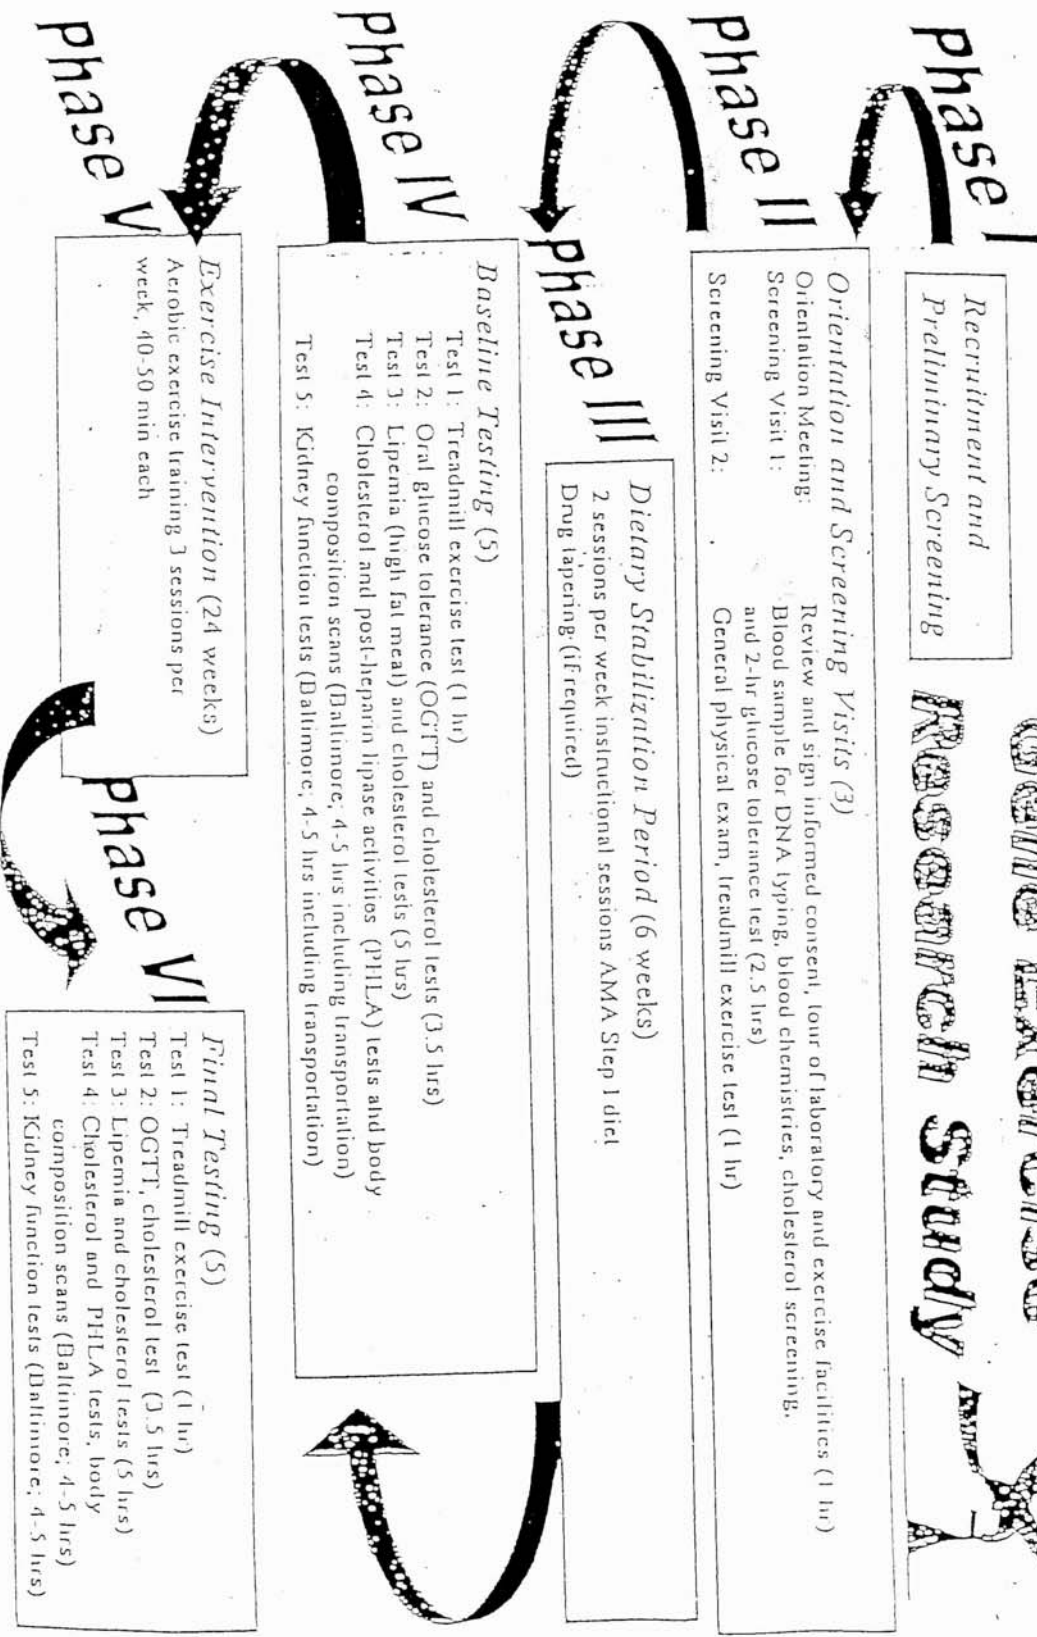 Research Study
Phase I
Recruitment and
Preliminary Screening
Phase II
Orientation and Screening Visits (3)
Orientation Meeting: Review and sign informed consent, tour of laboratory and exercise facilities (1 hr)
Screening Visit 1: Blood sample for DNA typing, blood chemistries, cholesterol screening,
and 2-hr glucose tolerance test (2.5 hrs)
Screening Visit 2: General physical exam, treadmill exercise test (1 hr)
Phase III
Dietary Stabilization Period (6 weeks)
2 sessions per week instructional sessions AMA Step 1 diet
Drug tapering (if required)
Phase IV
Baseline Testing (5)
Test 1: Treadmill exercise test (1 hr)
Test 2: Oral glucose tolerance (OGTT) and cholesterol tests (3.5 hrs)
Test 3: Lipemia (high fat meal) and cholesterol tests (5 hrs)
Test 4: Cholesterol and post-heparin lipase activities (PHLA) tests and body
composition scans (Baltimore; 4-5 hrs including transportation)
Test 5: Kidney function tests (Baltimore; 4-5 hrs including transportation)
Phase V
Exercise Intervention (24 weeks)
Aerobic exercise training 3 sessions per
week, 40-50 min each
Phase VI
Final Testing (5)
Test 1: Treadmill exercise test (1 hr)
Test 2: OGTT, cholesterol test (3.5 hrs)
Test 3: Lipemia and cholesterol tests (5 hrs)
Test 4: Cholesterol and PHLA tests, body
composition scans (Baltimore; 4-5 hrs)
Test 5: Kidney function tests (Baltimore; 4-5 hrs)